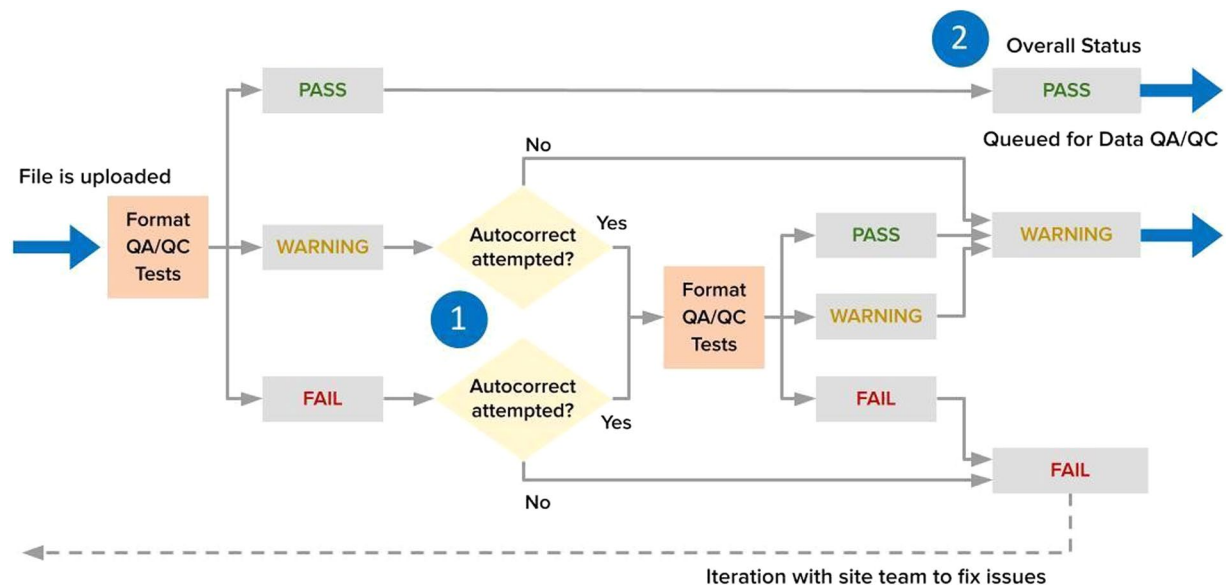 2
Overall Status
PASS
PASS
Queued for Data QA/QC
No
File is uploaded
Format
QA/QC
Tests
WARNING
Autocorrect
attempted?
Yes
PASS
WARNING
1
Format
QA/QC
Tests
WARNING
FAIL
Autocorrect
attempted?
Yes
FAIL
FAIL
No
Iteration with site team to fix issues